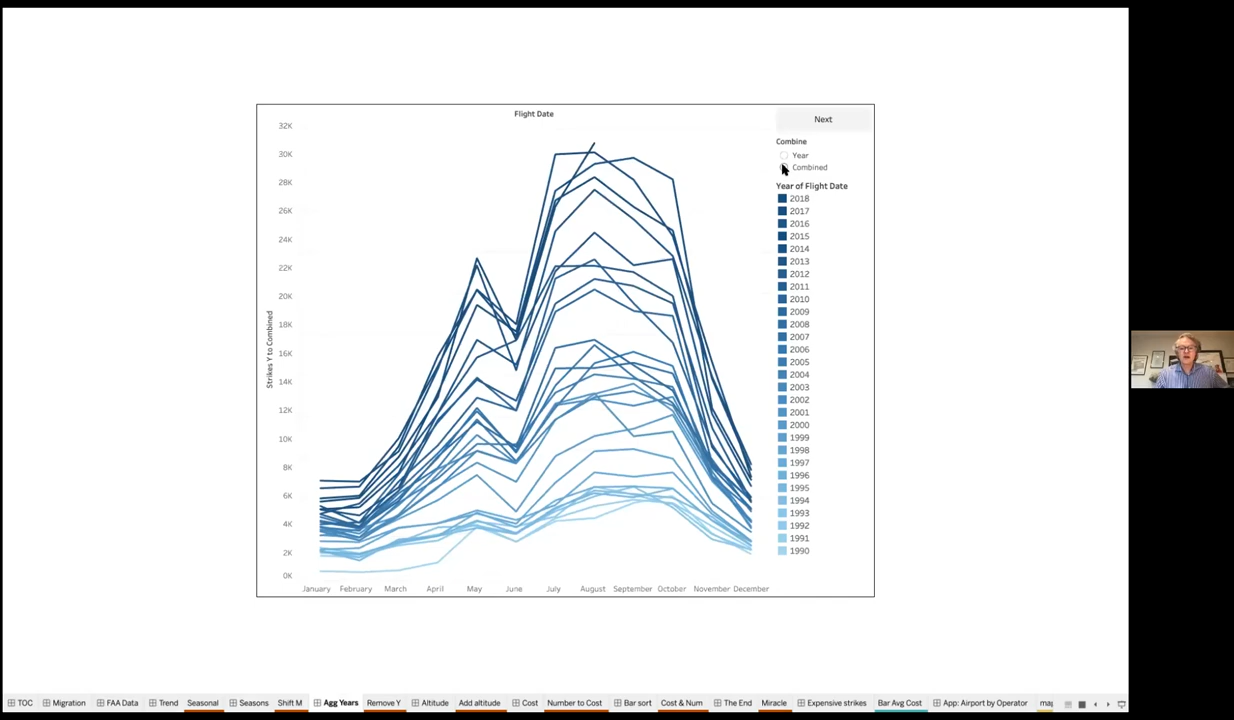 Flight Date
Next
Combine
Year
Combined
Year of Flight Date
2018
2017
2016
2015
2014
2013
2012
2011
2010
2009
2008
2007
2006
2005
2004
2003
2002
2001
2000
1999
1998
1997
1996
1995
1994
1993
1992
1991
1990
Strikes Y to Combined
32K
30K
28K
26K
24K
22K
20K
18K
16K
14K
12K
10K
8K
6K
4K
2K
0K
January February March April May June July August September October November December
TOC Migration FAA Data Trend Seasonal Seasons Shift M Agg Years Remove Y Altitude Add altitude Cost Number to Cost Bar sort Cost & Num The End Miracle Expensive strikes Bar Avg Cost App: Airport by Operator map